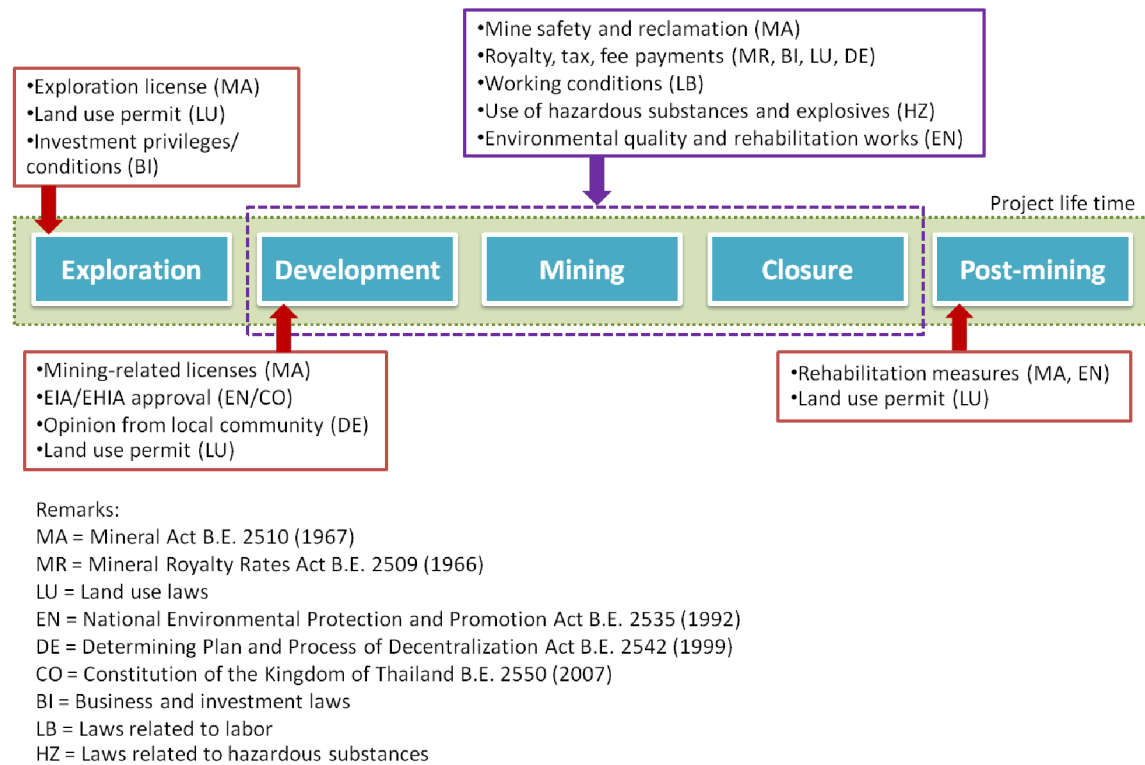 •Mine safety and reclamation (MA)
•Royalty, tax, fee payments (MR, BI, LU, DE)
•Working conditions (LB)
•Use of hazardous substances and explosives (HZ)
•Environmental quality and rehabilitation works (EN)
•Exploration license (MA)
•Land use permit (LU)
•Investment privileges/
conditions (BI)
Project life time
Exploration
Development
Mining
Closure
Post-mining
•Mining-related licenses (MA)
•EIA/EHIA approval (EN/CO)
•Opinion from local community (DE)
•Land use permit (LU)
•Rehabilitation measures (MA, EN)
•Land use permit (LU)
Remarks:
MA = Mineral Act B.E. 2510 (1967)
MR = Mineral Royalty Rates Act B.E. 2509 (1966)
LU = Land use laws
EN = National Environmental Protection and Promotion Act B.E. 2535 (1992)
DE = Determining Plan and Process of Decentralization Act B.E. 2542 (1999)
CO = Constitution of the Kingdom of Thailand B.E. 2550 (2007)
BI = Business and investment laws
LB = Laws related to labor
HZ = Laws related to hazardous substances